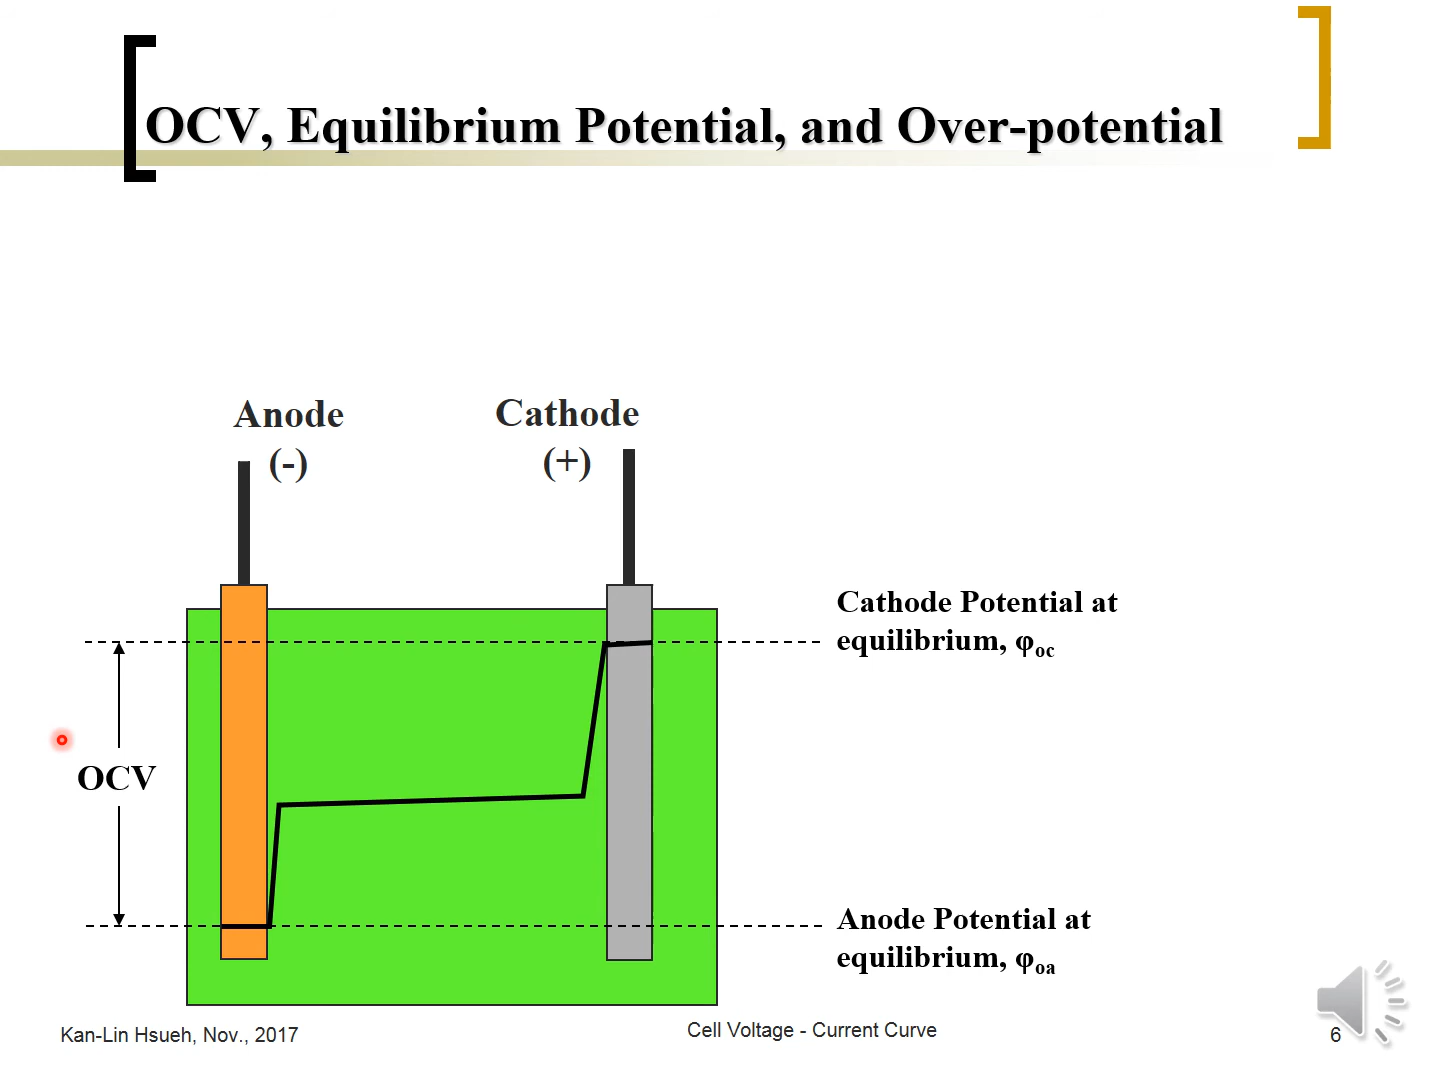 OCV, Equilibrium Potential, and Over-potential
Anode
(-)
Cathode
(+)
Cathode Potential at
equilibrium, φoc
OCV
Anode Potential at
equilibrium, φoa
Kan-Lin Hsueh, Nov., 2017
Cell Voltage - Current Curve
6